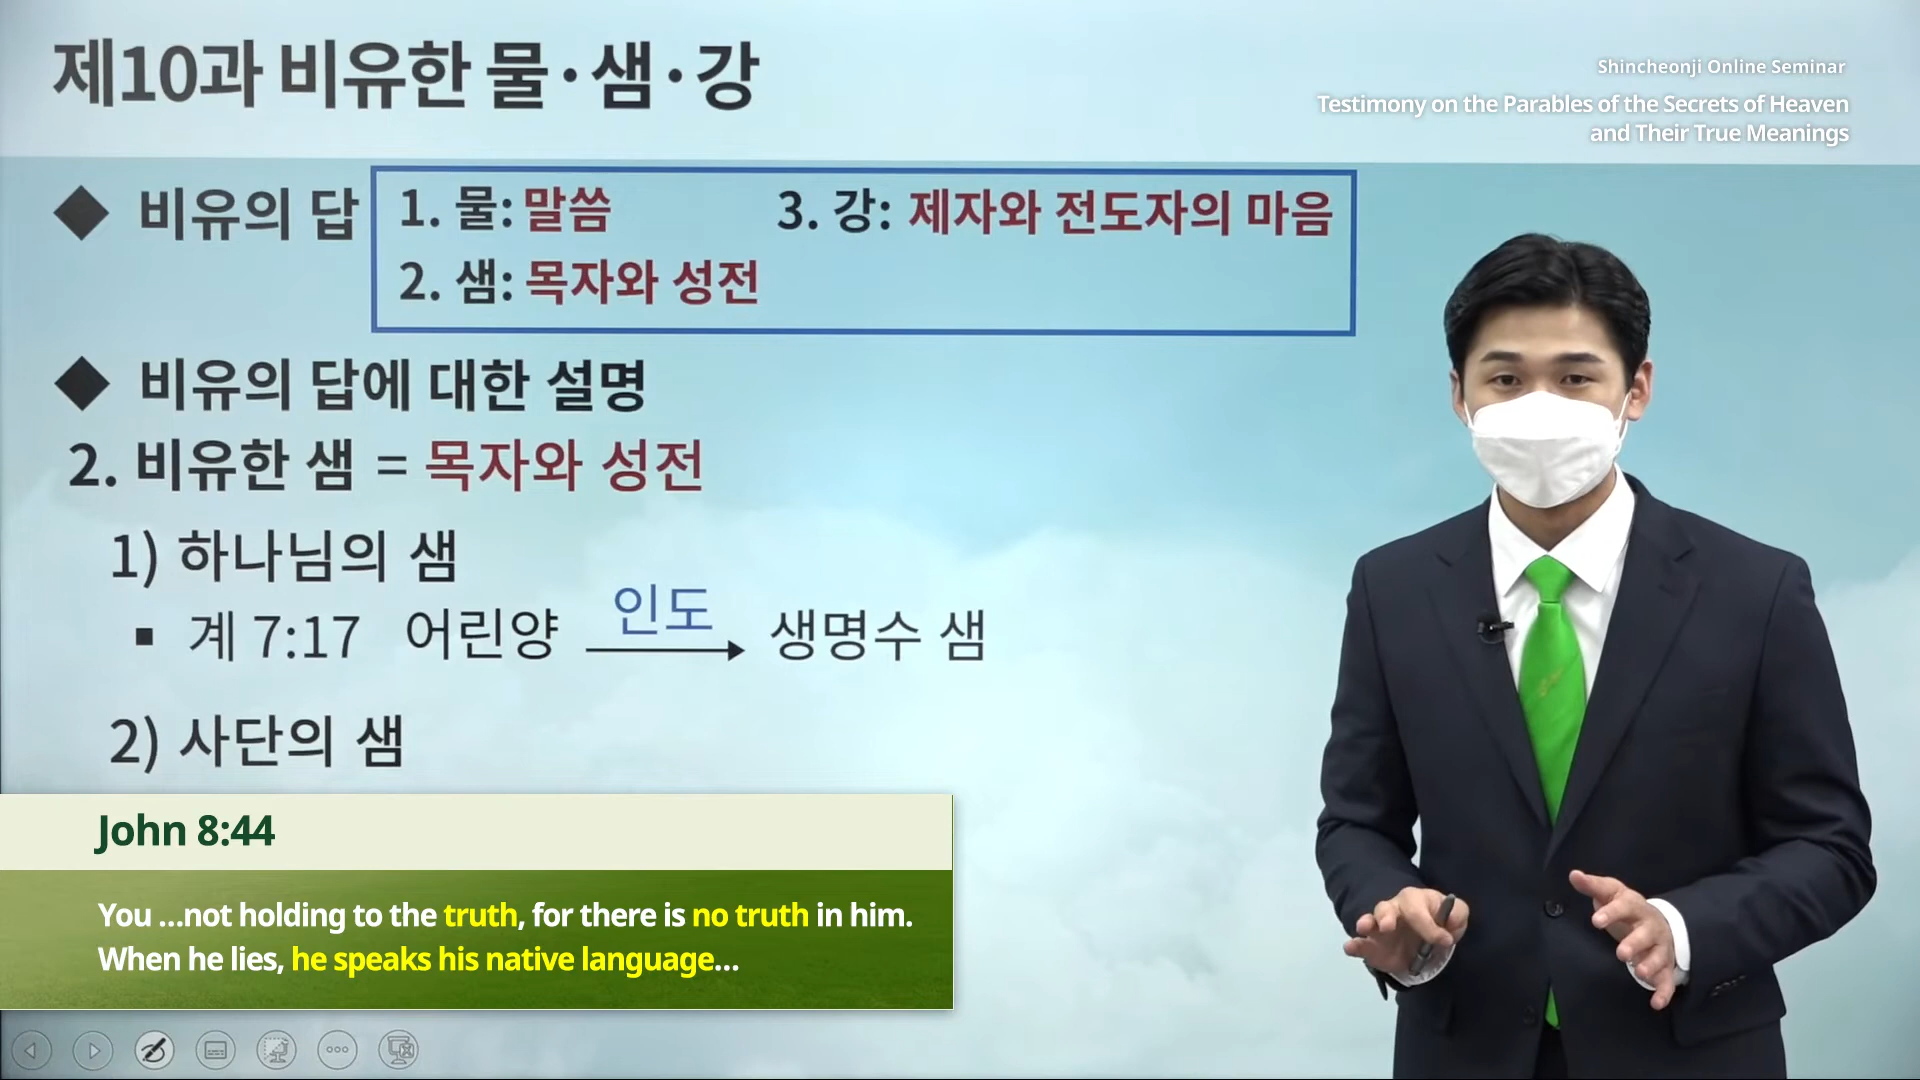 제10과 비유한 물·샘·강
Shincheonji Online Seminar
Testimony on the Parables of the Secrets of Heaven
and Their True Meanings
◆ 비유의 답
1. 물: 말씀
3. 강: 제자와 전도자의 마음
2. 샘: 목자와 성전
◆ 비유의 답에 대한 설명
2. 비유한 샘 = 목자와 성전
1) 하나님의 샘
인도
▪ 계 7:17 어린양 → 생명수 샘
2) 사단의 샘
John 8:44
You ...not holding to the truth, for there is no truth in him.
When he lies, he speaks his native language...